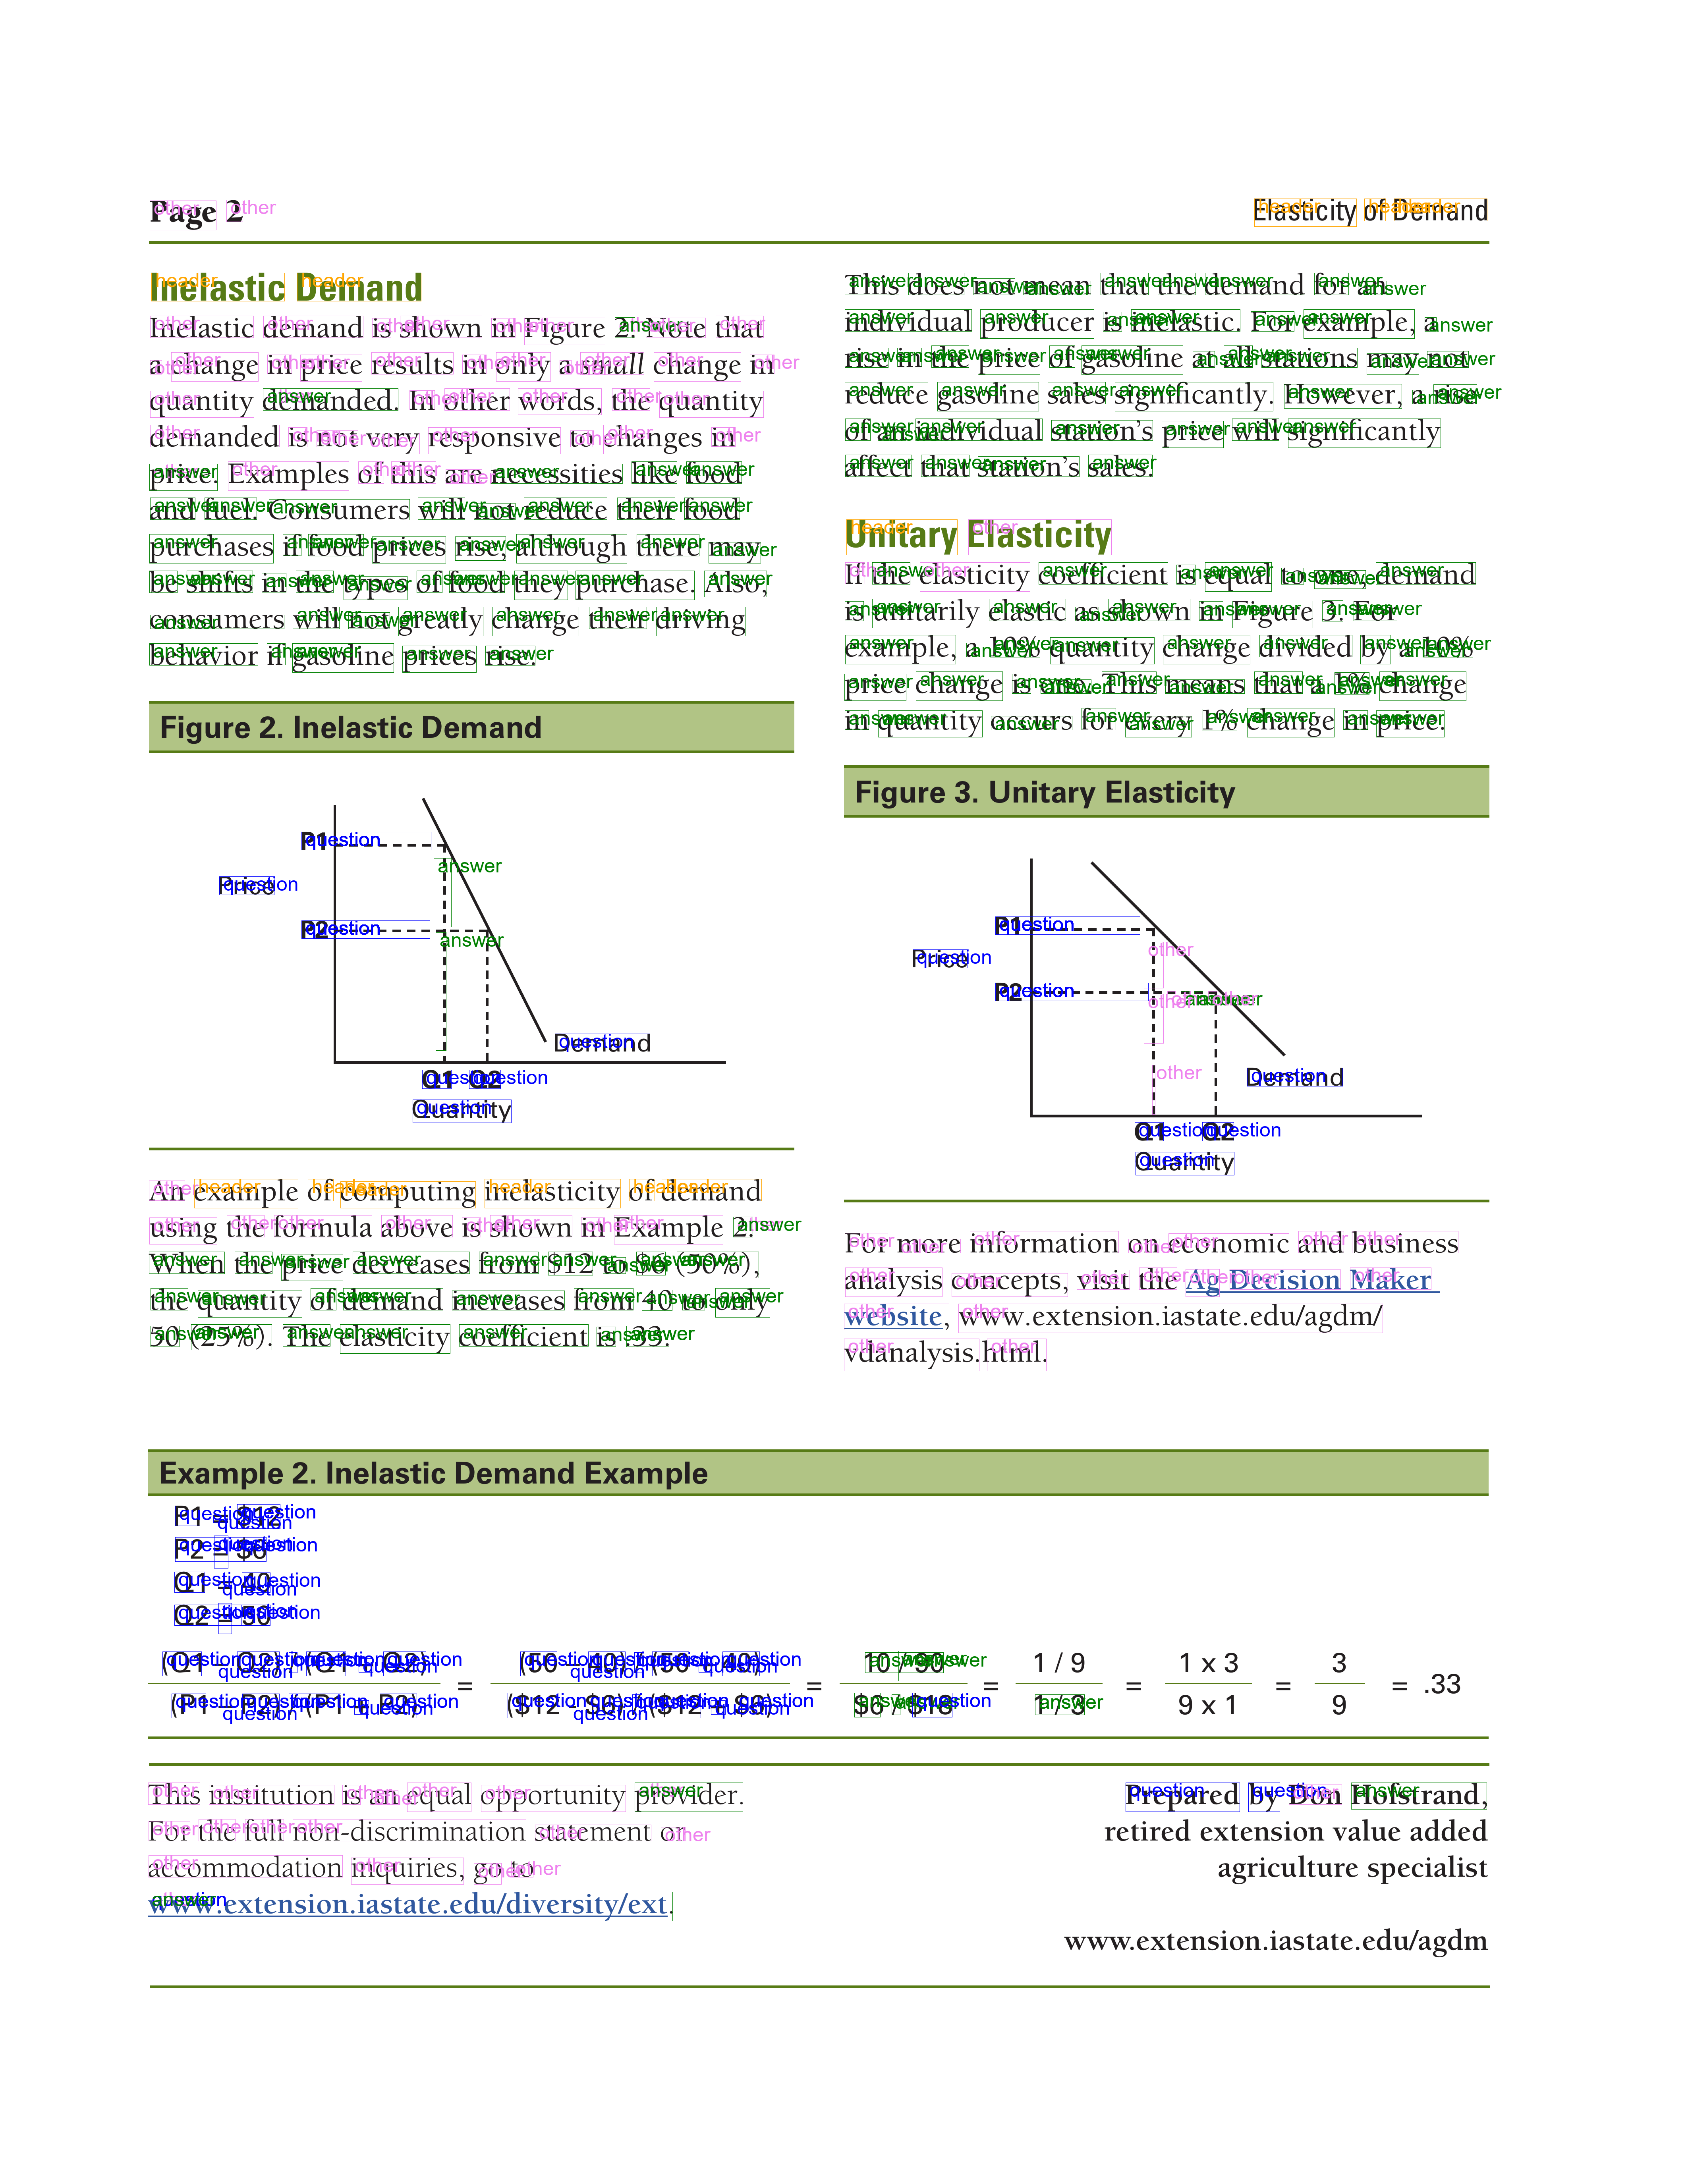 Page 2
Elasticity of Demand
Inelastic Demand
Inelastic demand is shown in Figure 2. Note that
a change in price results in only a small change in
quantity demanded. In other words, the quantity
demanded is not very responsive to changes in
price. Examples of this are necessities like food
and fuel. Consumers will not reduce their food
purchases if food prices rise, although there may
be shifts in the types of food they purchase. Also,
consumers will not greatly change their driving
behavior if gasoline prices rise.
Figure 2. Inelastic Demand
P1
Price
P2
Demand
Q1 Q2
Quantity
An example of computing inelasticity of demand
using the formula above is shown in Example 2.
When the price decreases from $12 to $6 (50%),
the quantity of demand increases from 40 to only
50 (25%). The elasticity coefficient is .33.
This does not mean that the demand for an
individual producer is inelastic. For example, a
rise in the price of gasoline at all stations may not
reduce gasoline sales significantly. However, a rise
of an individual station's price will significantly
affect that station's sales.
Unitary Elasticity
If the elasticity coefficient is equal to one, demand
is unitarily elastic as shown in Figure 3. For
example, a 10% quantity change divided by a 10%
price change is one. This means that a 1% change
in quantity occurs for every 1% change in price.
Figure 3. Unitary Elasticity
P1
Price
P2
Demand
Q1 Q2
Quantity
For more information on economic and business
analysis concepts, visit the Ag Decision Maker
website, www.extension.iastate.edu/agdm/
vdanalysis.html.
Example 2. Inelastic Demand Example
P1 = $12
P2 = $6
Q1 = 40
Q2 = 50
(Q1 – Q2) / (Q1 + Q2) (50 – 40) / (50 + 40) 10 / 90 1 / 9 1 x 3 3
= = = = = = .33
(P1 – P2) / (P1 + P2) ($12 – $6) / ($12 + $6) $6 / $18 1 / 3 9 x 1 9
This institution is an equal opportunity provider.
For the full non-discrimination statement or
accommodation inquiries, go to
www.extension.iastate.edu/diversity/ext.
Prepared by Don Hofstrand,
retired extension value added
agriculture specialist
www.extension.iastate.edu/agdm